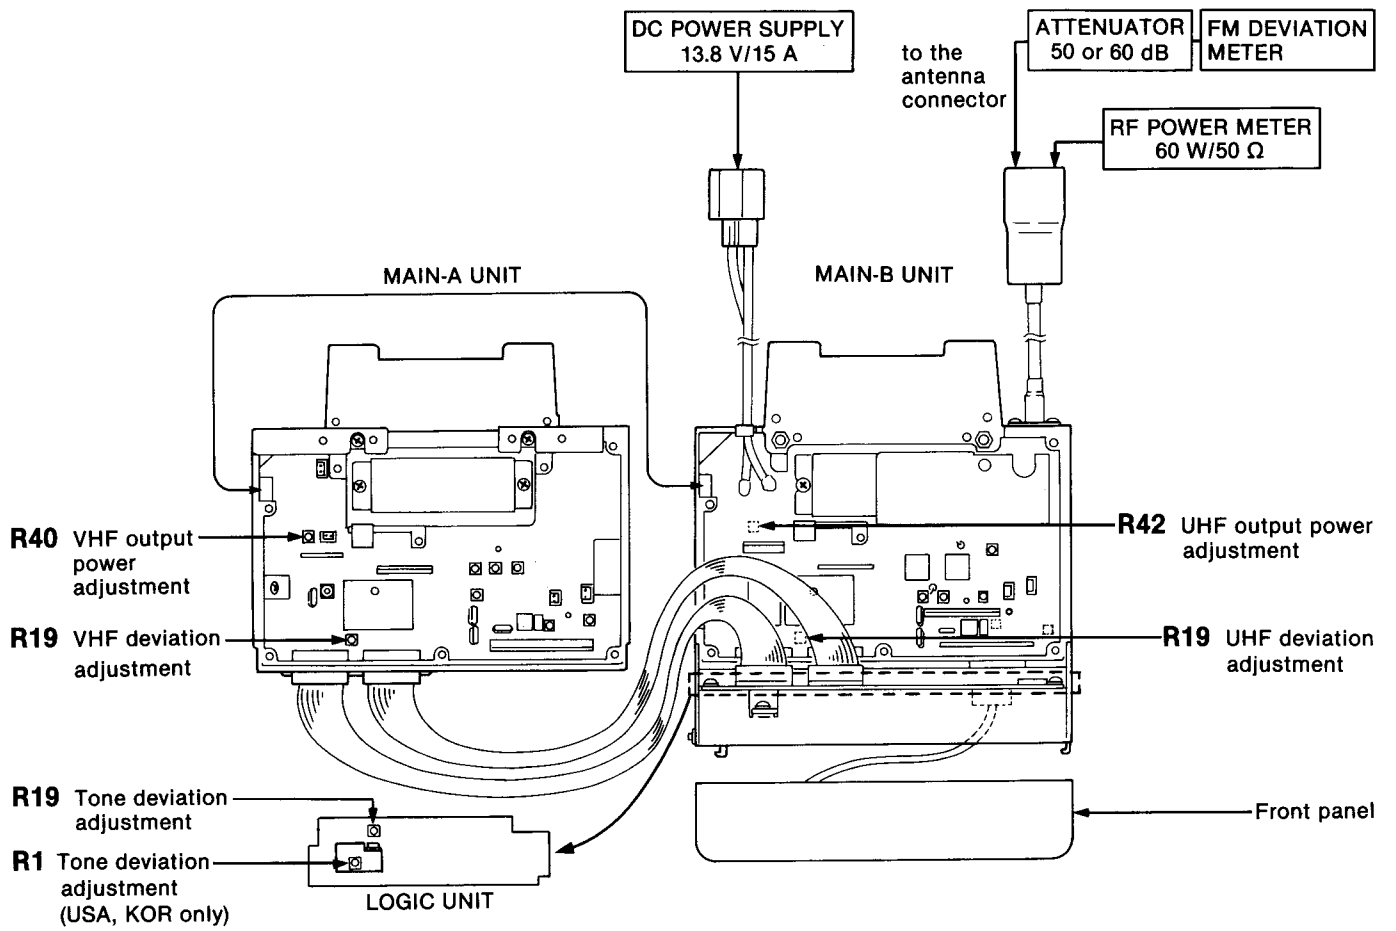 DC POWER SUPPLY
13.8 V/15 A
to the
antenna
connector
ATTENUATOR
50 or 60 dB
FM DEVIATION
METER
RF POWER METER
60 W/50 Ω
MAIN-A UNIT
MAIN-B UNIT
R40 VHF output
power
adjustment
R19 VHF deviation
adjustment
R42 UHF output power
adjustment
R19 UHF deviation
adjustment
R19 Tone deviation
adjustment
R1 Tone deviation
adjustment
(USA, KOR only)
LOGIC UNIT
Front panel